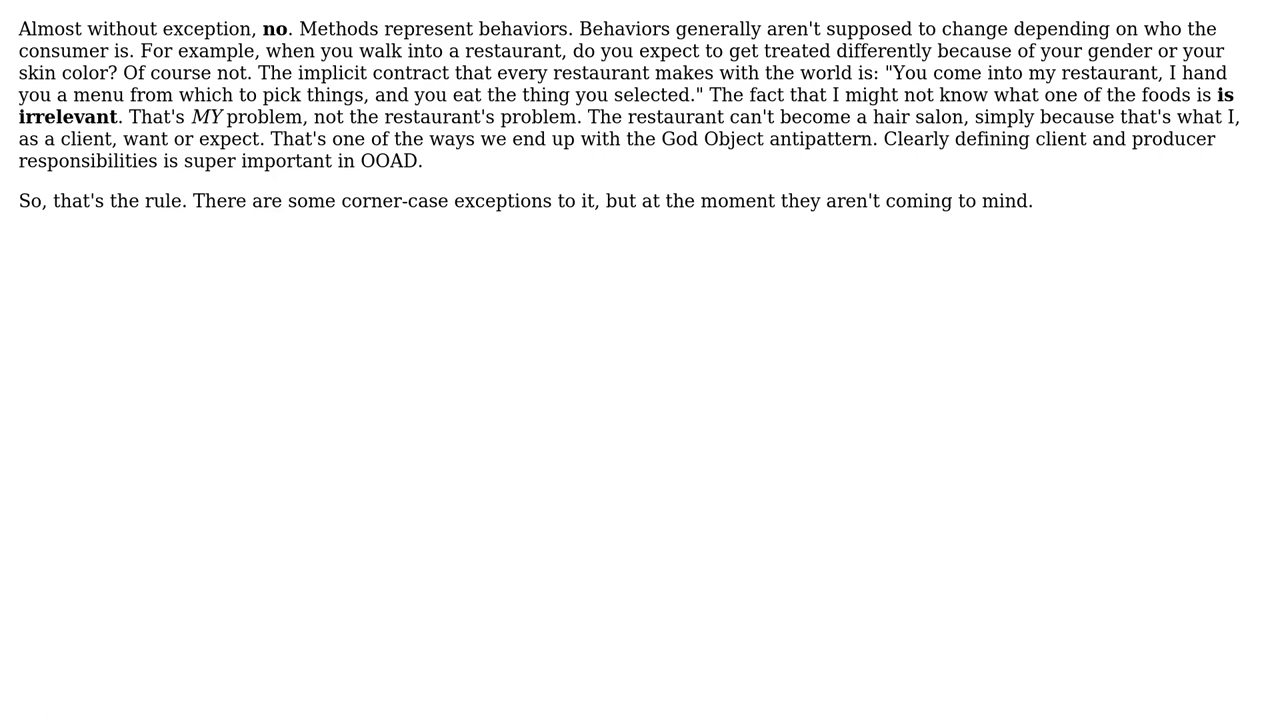 Almost without exception, no. Methods represent behaviors. Behaviors generally aren't supposed to change depending on who the
consumer is. For example, when you walk into a restaurant, do you expect to get treated differently because of your gender or your
skin color? Of course not. The implicit contract that every restaurant makes with the world is: "You come into my restaurant, I hand
you a menu from which to pick things, and you eat the thing you selected." The fact that I might not know what one of the foods is is
irrelevant. That's MY problem, not the restaurant's problem. The restaurant can't become a hair salon, simply because that's what I,
as a client, want or expect. That's one of the ways we end up with the God Object antipattern. Clearly defining client and producer
responsibilities is super important in OOAD.
So, that's the rule. There are some corner-case exceptions to it, but at the moment they aren't coming to mind.